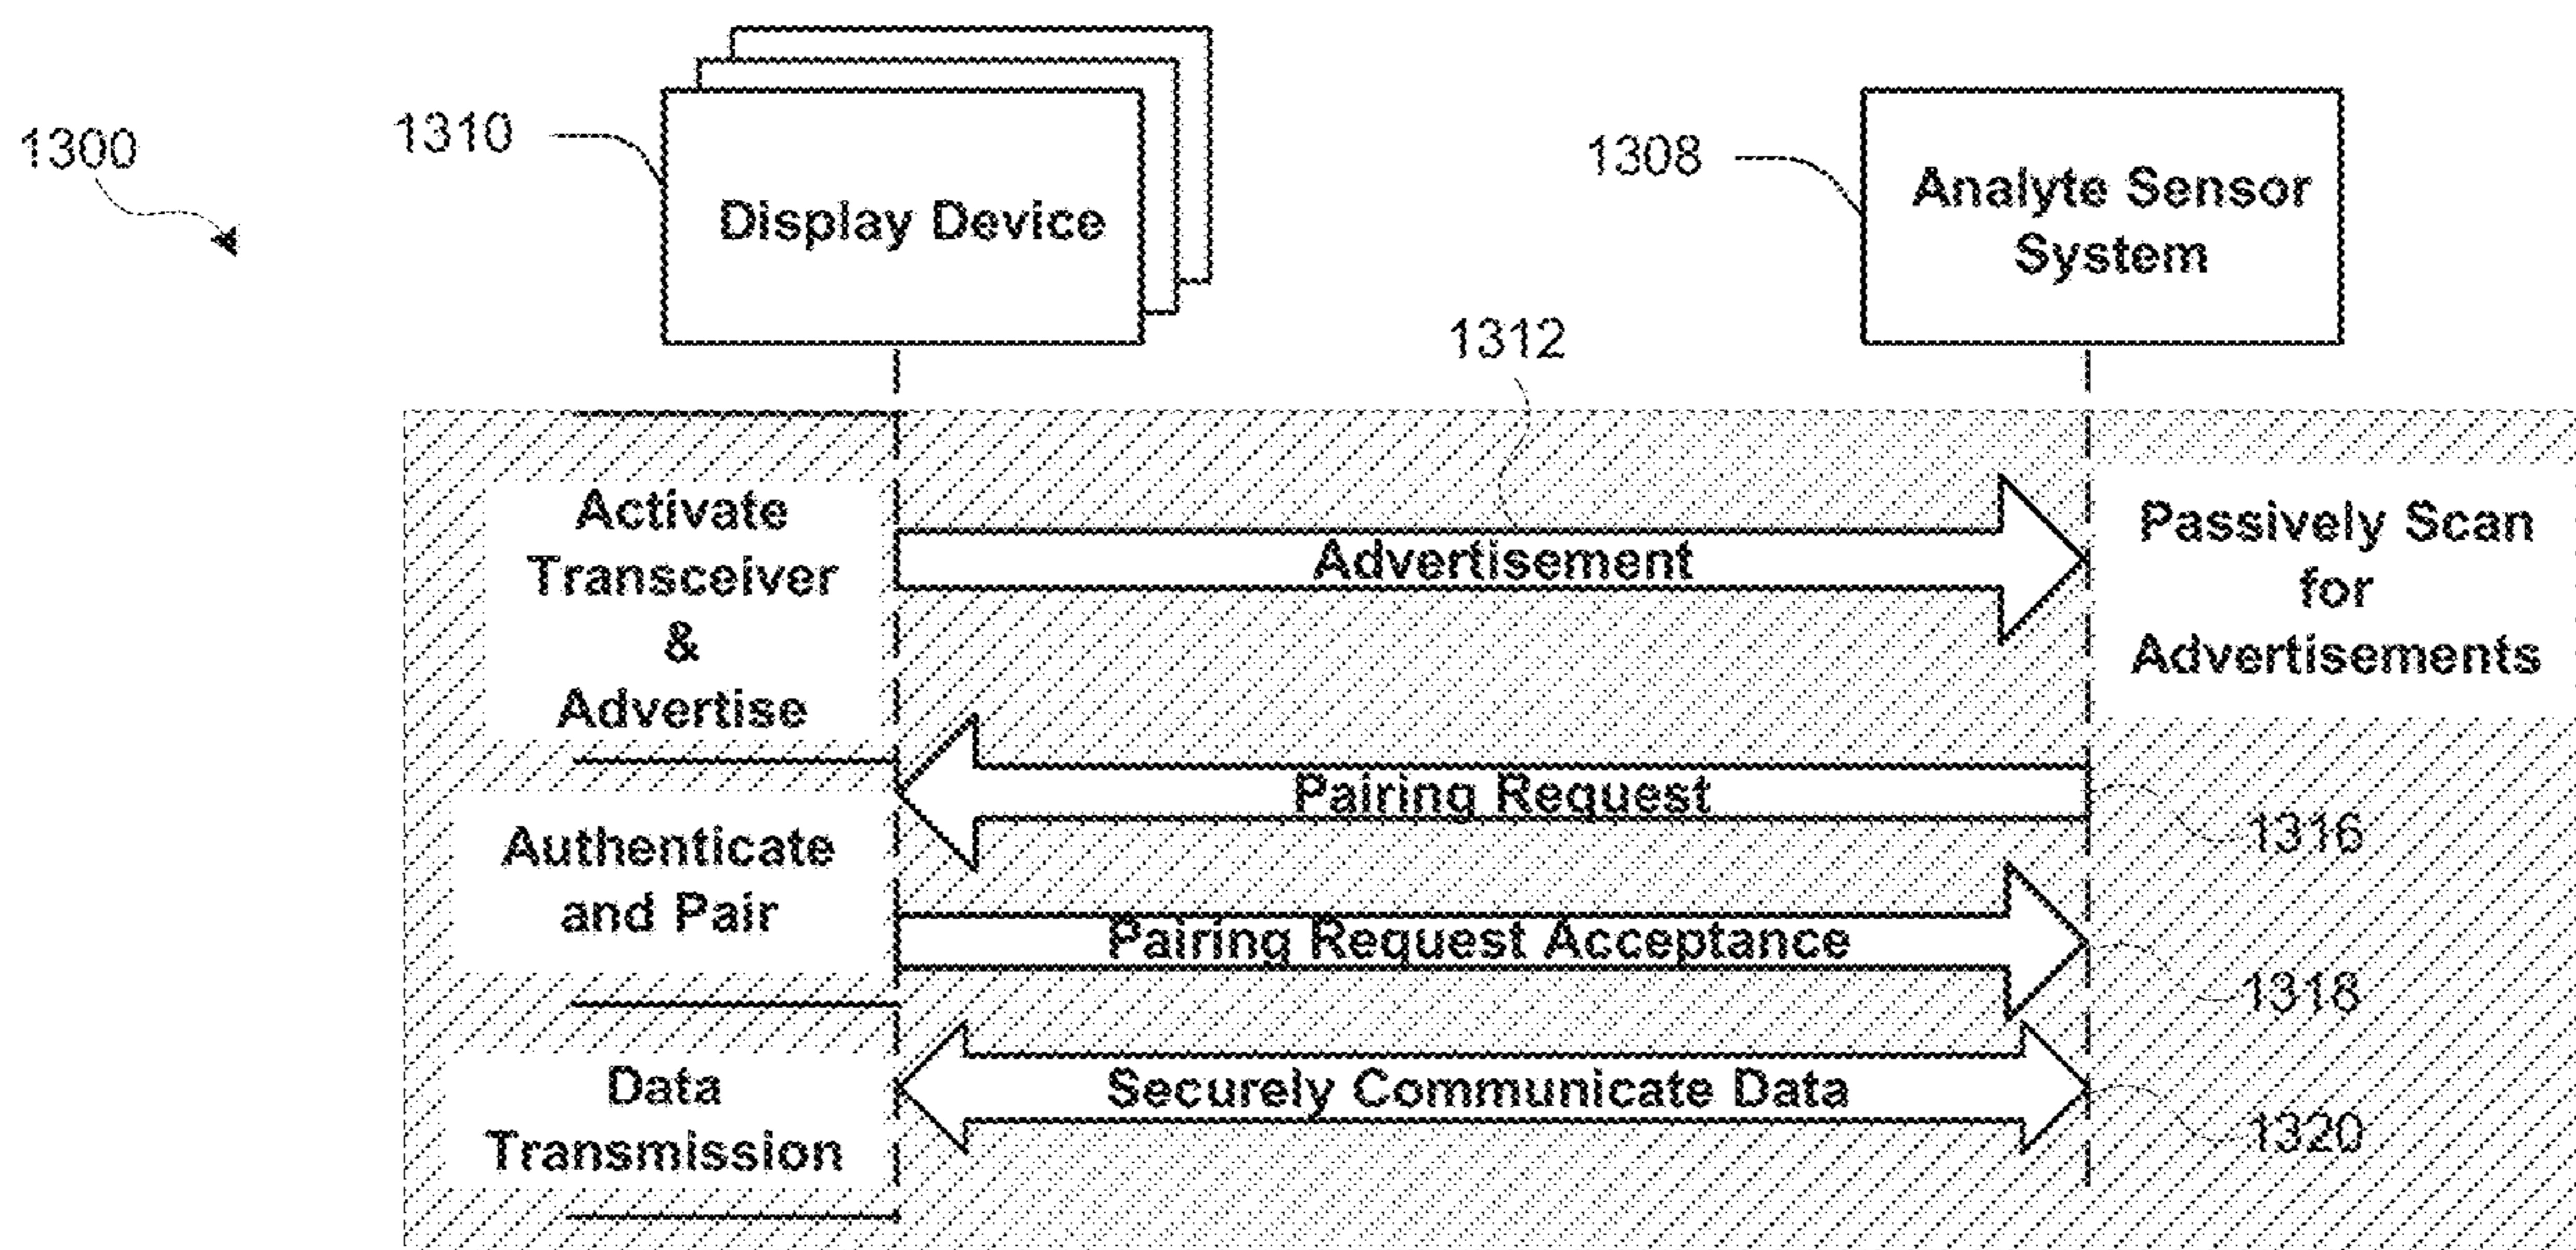 1300
1310
Display Device
1308
Analyte Sensor
System
1312
Activate
Transceiver
&
Advertise
Advertisement
Passively Scan
for
Advertisements
Pairing Request
1316
Authenticate
and Pair
Pairing Request Acceptance
1318
Data
Transmission
Securely Communicate Data
1320